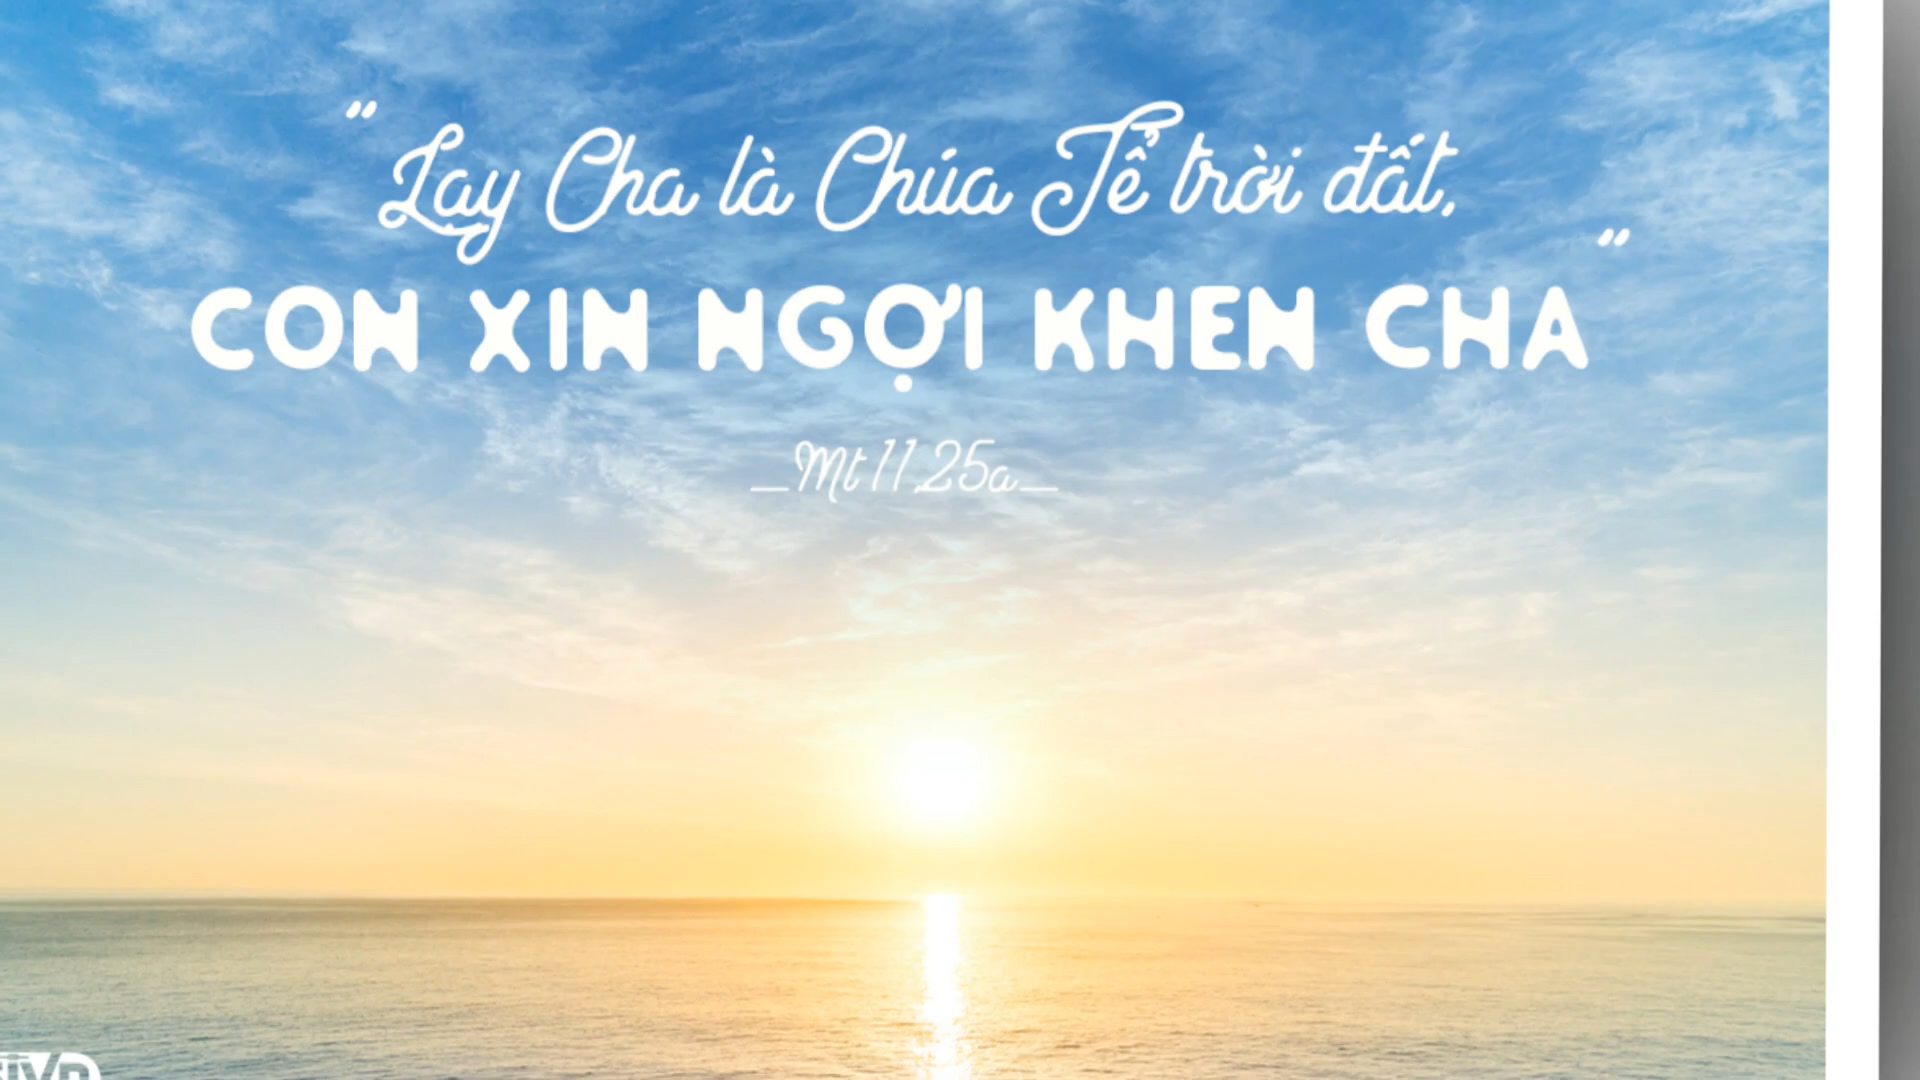 "Lạy Cha là Chúa Tể trời đất,
CON XIN NGỢI KHEN CHA"
_Mt 11,25a_